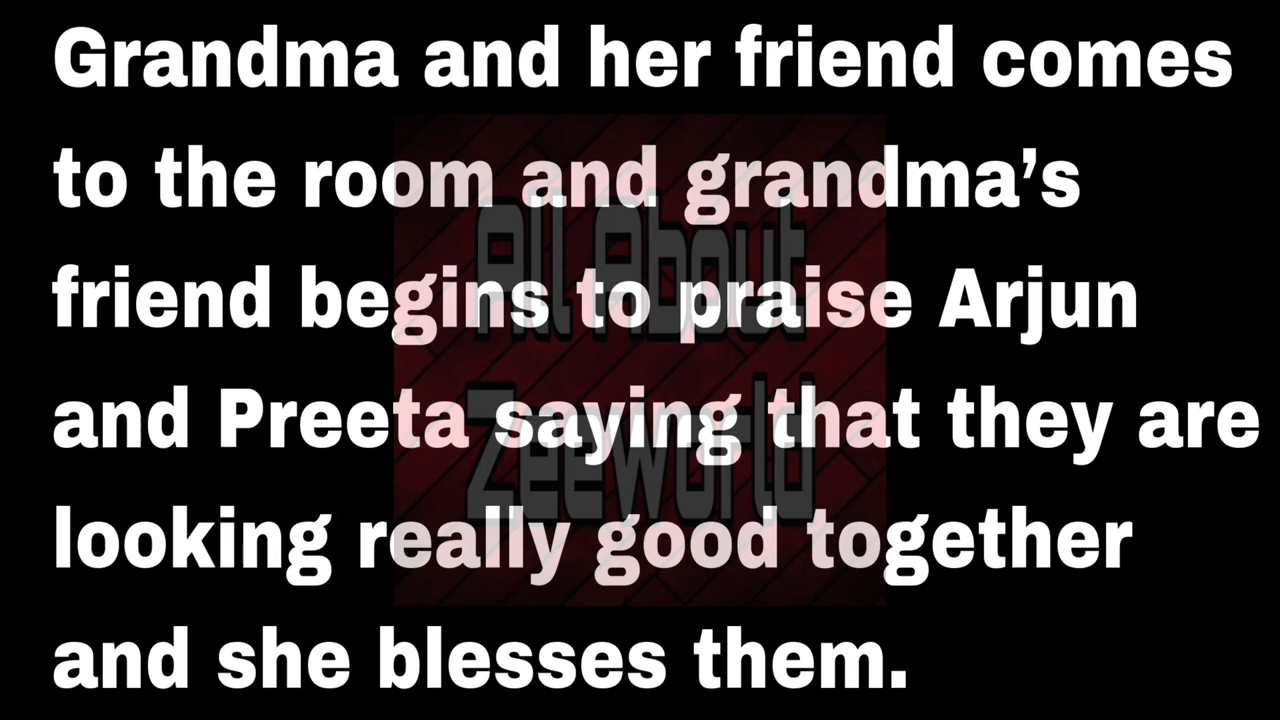 Grandma and her friend comes
to the room and grandma’s
friend begins to praise Arjun
and Preeta saying that they are
looking really good together
and she blesses them.
All About
Zeeworld